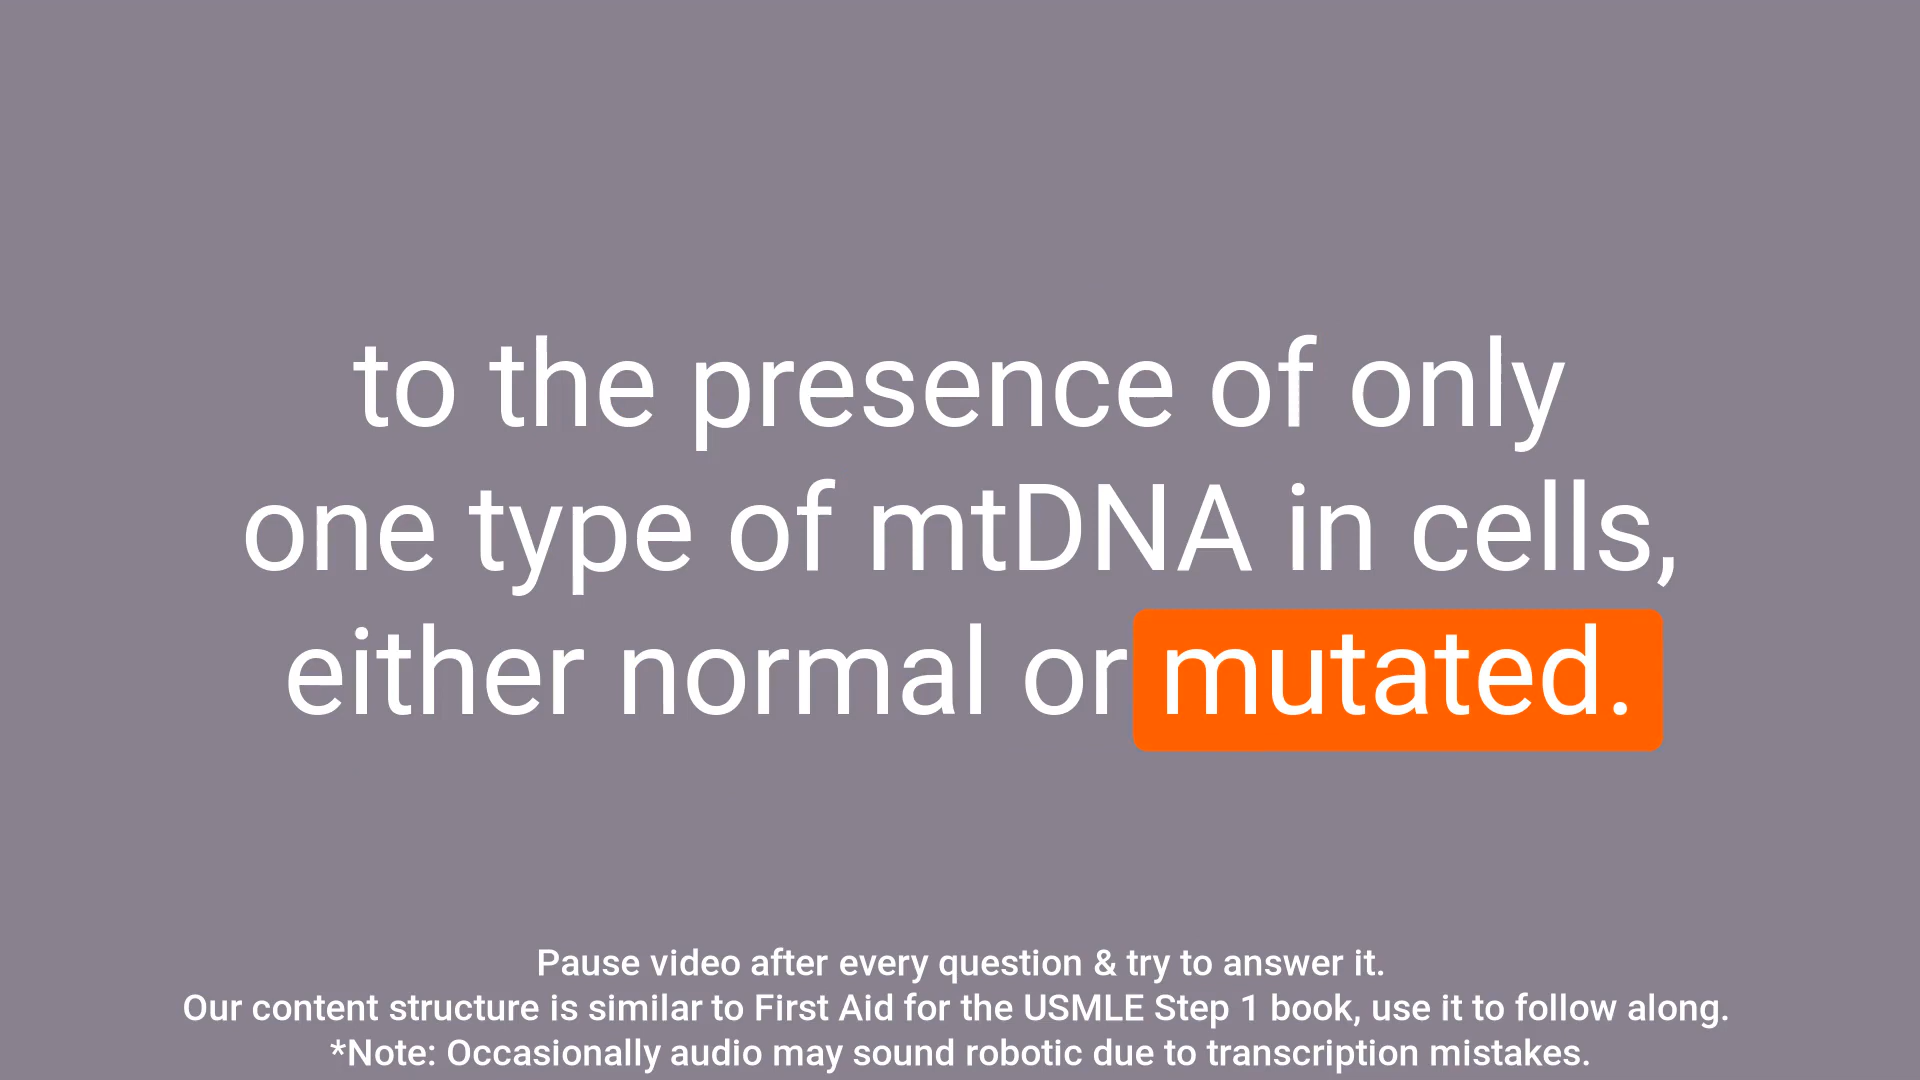 to the presence of only
one type of mtDNA in cells,
either normal or mutated.
Pause video after every question & try to answer it.
Our content structure is similar to First Aid for the USMLE Step 1 book, use it to follow along.
*Note: Occasionally audio may sound robotic due to transcription mistakes.